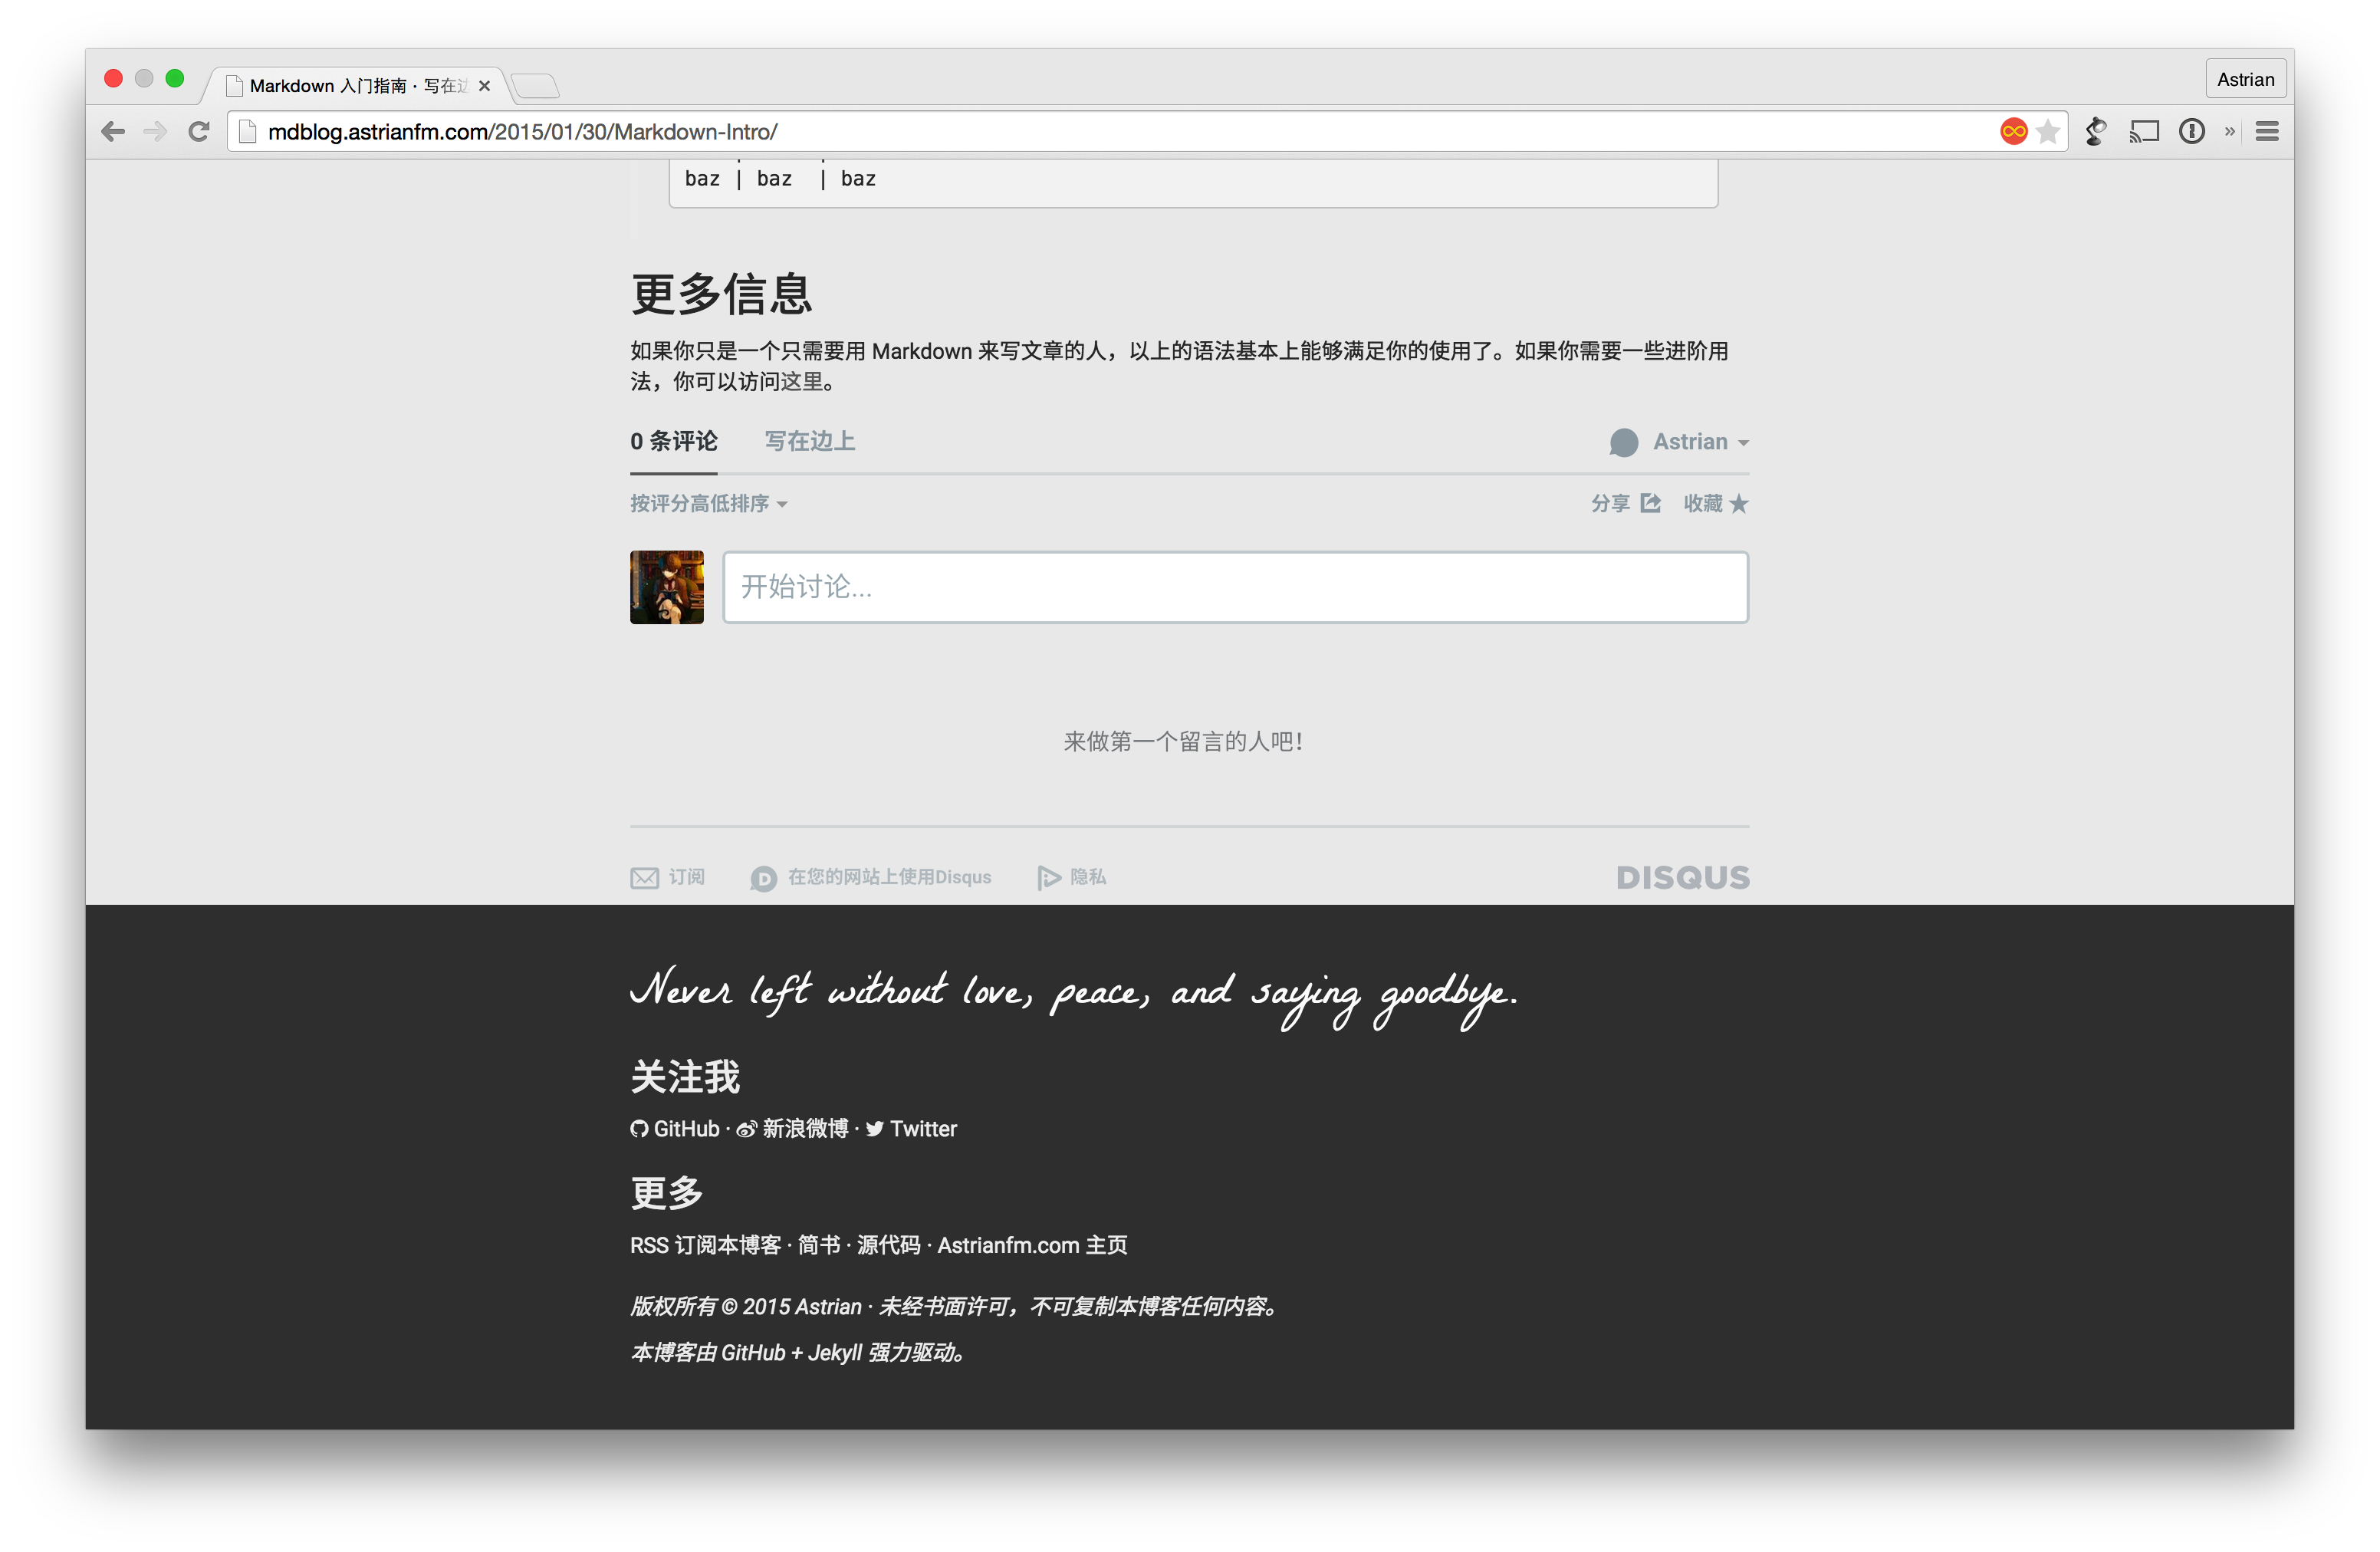 Astrian
Markdown 入门指南 · 写在
mdblog.astrianfm.com/2015/01/30/Markdown-Intro/
baz | baz | baz
更多信息
如果你只是一个只需要用 Markdown 来写文章的人，以上的语法基本上能够满足你的使用了。如果你需要一些进阶用
法，你可以访问这里。
0 条评论 写在边上 Astrian
按评分高低排序 分享 收藏
开始讨论...
来做第一个留言的人吧！
订阅 在您的网站上使用Disqus 隐私 DISQUS
Never left without love, peace, and saying goodbye.
关注我
GitHub · 新浪微博 · Twitter
更多
RSS 订阅本博客 · 简书 · 源代码 · Astrianfm.com 主页
版权所有 © 2015 Astrian · 未经书面许可，不可复制本博客任何内容。
本博客由 GitHub + Jekyll 强力驱动。